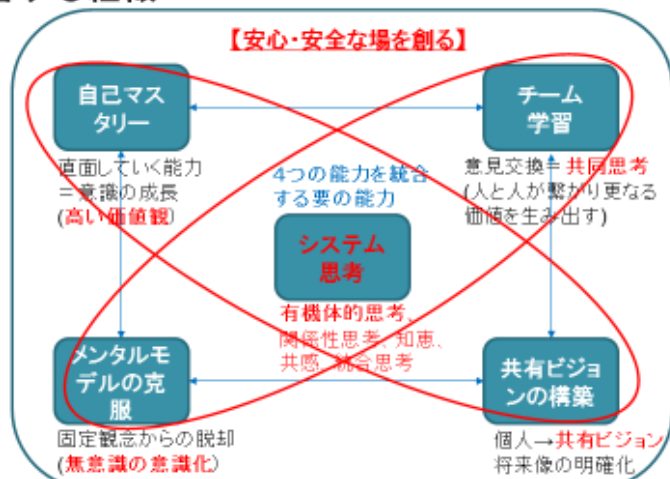 【安心・安全な場を創る】
自己マス
タリー
チーム
学習
直面していく能力
＝意識の成長
(高い価値観)
4つの能力を統合
する要の能力
意見交換＝共同思考
(人と人が繋がり更なる
価値を生み出す)
システム
思考
有機体的思考、
関係性思考、知恵、
共感、統合思考
メンタルモ
デルの克
服
共有ビジョ
ンの構築
固定観念からの脱却
(無意識の意識化)
個人→共有ビジョン
将来像の明確化